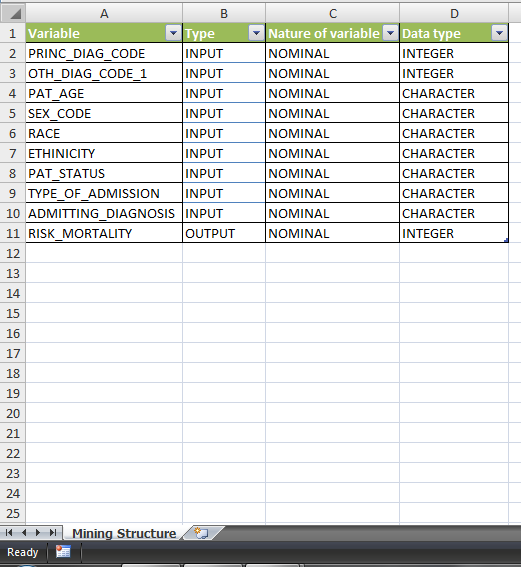 A B C D
1 Variable Type Nature of variable Data type
2 PRINC_DIAG_CODE INPUT NOMINAL INTEGER
3 OTH_DIAG_CODE_1 INPUT NOMINAL INTEGER
4 PAT_AGE INPUT NOMINAL CHARACTER
5 SEX_CODE INPUT NOMINAL CHARACTER
6 RACE INPUT NOMINAL CHARACTER
7 ETHINICITY INPUT NOMINAL CHARACTER
8 PAT_STATUS INPUT NOMINAL CHARACTER
9 TYPE_OF_ADMISSION INPUT NOMINAL CHARACTER
10 ADMITTING_DIAGNOSIS INPUT NOMINAL CHARACTER
11 RISK_MORTALITY OUTPUT NOMINAL INTEGER
12
13
14
15
16
17
18
19
20
21
22
23
24
25
Mining Structure
Ready